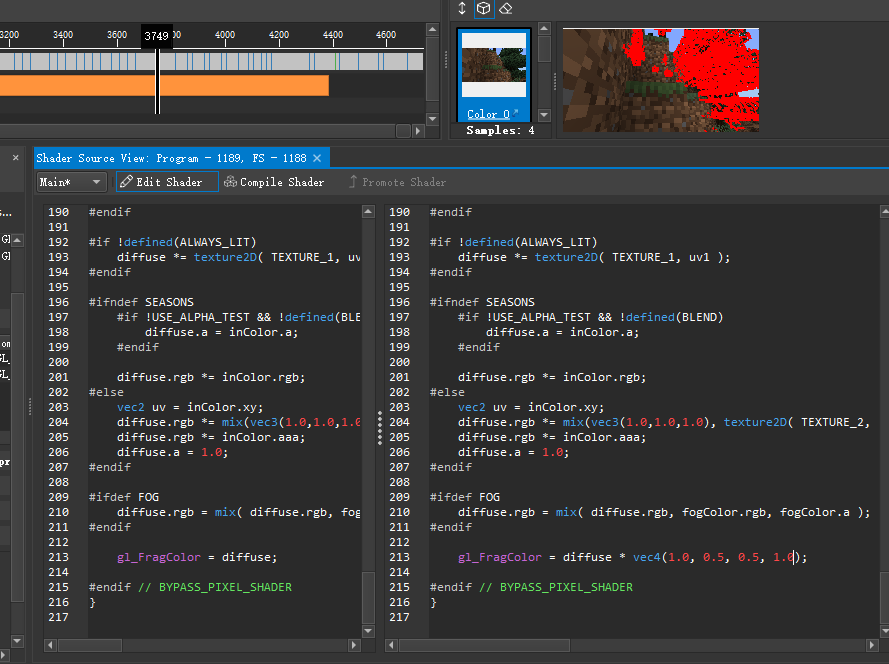 3200 3400 3600 3749 4000 4200 4400 4600
Color 0
Samples: 4
Shader Source View: Program - 1189, FS - 1188
Main* Edit Shader Compile Shader Promote Shader
190 #endif
191
192 #if !defined(ALWAYS_LIT)
193 diffuse *= texture2D( TEXTURE_1, uv
194 #endif
195
196 #ifndef SEASONS
197 #if !USE_ALPHA_TEST && !defined(BLE
198 diffuse.a = inColor.a;
199 #endif
200
201 diffuse.rgb *= inColor.rgb;
202 #else
203 vec2 uv = inColor.xy;
204 diffuse.rgb *= mix(vec3(1.0,1.0,1.0
205 diffuse.rgb *= inColor.aaa;
206 diffuse.a = 1.0;
207 #endif
208
209 #ifdef FOG
210 diffuse.rgb = mix( diffuse.rgb, fog
211 #endif
212
213 gl_FragColor = diffuse;
214
215 #endif // BYPASS_PIXEL_SHADER
216 }
217
190 #endif
191
192 #if !defined(ALWAYS_LIT)
193 diffuse *= texture2D( TEXTURE_1, uv1 );
194 #endif
195
196 #ifndef SEASONS
197 #if !USE_ALPHA_TEST && !defined(BLEND)
198 diffuse.a = inColor.a;
199 #endif
200
201 diffuse.rgb *= inColor.rgb;
202 #else
203 vec2 uv = inColor.xy;
204 diffuse.rgb *= mix(vec3(1.0,1.0,1.0), texture2D( TEXTURE_2,
205 diffuse.rgb *= inColor.aaa;
206 diffuse.a = 1.0;
207 #endif
208
209 #ifdef FOG
210 diffuse.rgb = mix( diffuse.rgb, fogColor.rgb, fogColor.a );
211 #endif
212
213 gl_FragColor = diffuse * vec4(1.0, 0.5, 0.5, 1.0);
214
215 #endif // BYPASS_PIXEL_SHADER
216 }
217